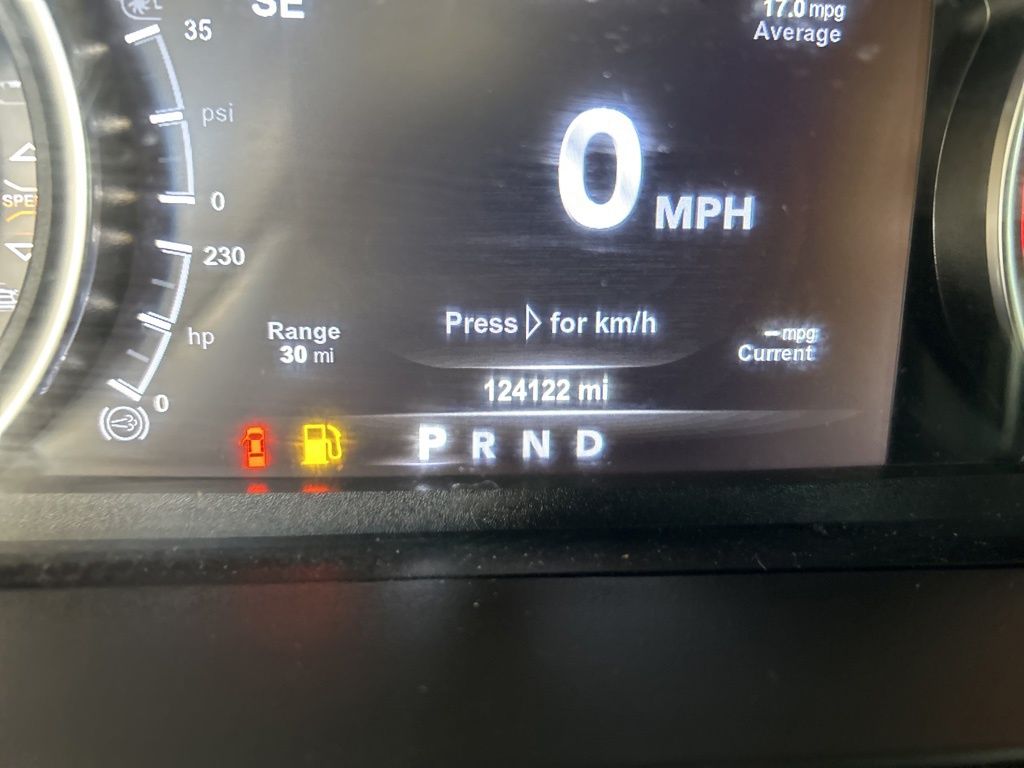 SE
17.0 mpg
Average
35
psi
0
230
hp
0
SPE
0 MPH
Press ▷ for km/h
Range
30 mi
--mpg
Current
124122 mi
P R N D